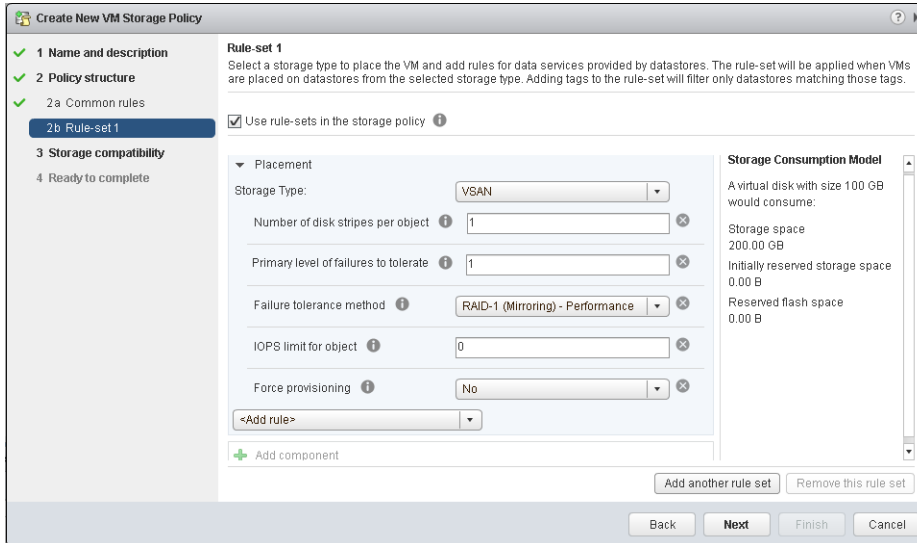 Create New VM Storage Policy
?
1 Name and description
2 Policy structure
2a Common rules
2b Rule-set 1
3 Storage compatibility
4 Ready to complete
Rule-set 1
Select a storage type to place the VM and add rules for data services provided by datastores. The rule-set will be applied when VMs
are placed on datastores from the selected storage type. Adding tags to the rule-set will filter only datastores matching those tags.
Use rule-sets in the storage policy
Placement
Storage Type: VSAN
Number of disk stripes per object 1
Primary level of failures to tolerate 1
Failure tolerance method RAID-1 (Mirroring) - Performance
IOPS limit for object 0
Force provisioning No
<Add rule>
Add component
Storage Consumption Model
A virtual disk with size 100 GB
would consume:
Storage space
200.00 GB
Initially reserved storage space
0.00 B
Reserved flash space
0.00 B
Add another rule set Remove this rule set
Back Next Finish Cancel